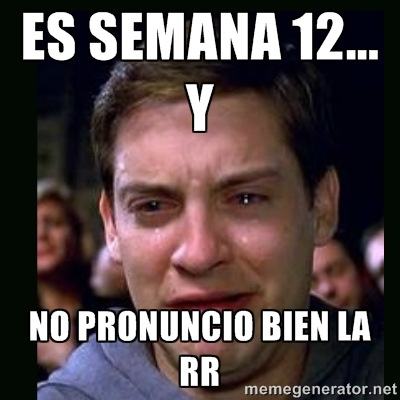 ES SEMANA 12...
Y
NO PRONUNCIO BIEN LA
RR
memegenerator.net